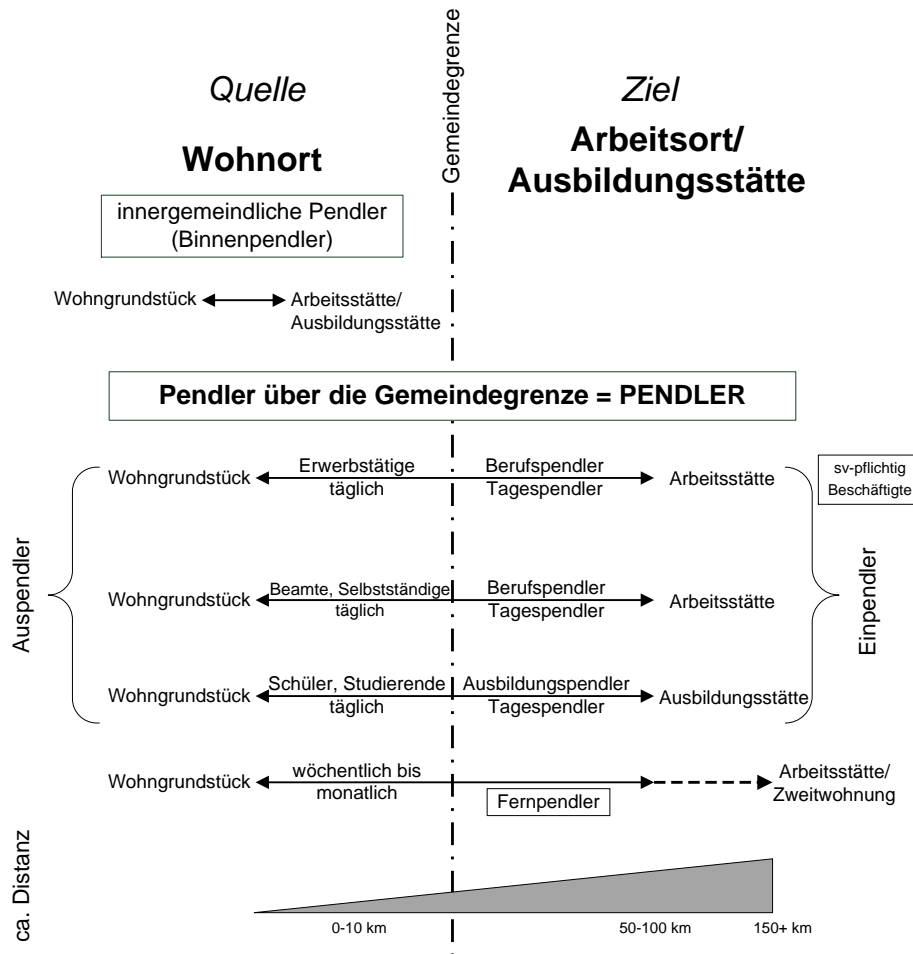 Gemeindegrenze
Quelle
Ziel
Wohnort
Arbeitsort/
Ausbildungsstätte
innergemeindliche Pendler
(Binnenpendler)
Wohngrundstück
Arbeitsstätte/
Ausbildungsstätte
Pendler über die Gemeindegrenze = PENDLER
Auspendler
Wohngrundstück
Erwerbstätige
täglich
Berufspendler
Tagespendler
Arbeitsstätte
sv-pflichtig
Beschäftigte
Wohngrundstück
Beamte, Selbstständige
täglich
Berufspendler
Tagespendler
Arbeitsstätte
Einpendler
Wohngrundstück
Schüler, Studierende
täglich
Ausbildungspendler
Tagespendler
Ausbildungsstätte
Wohngrundstück
wöchentlich bis
monatlich
Fernpendler
Arbeitsstätte/
Zweitwohnung
ca. Distanz
0-10 km
50-100 km
150+ km